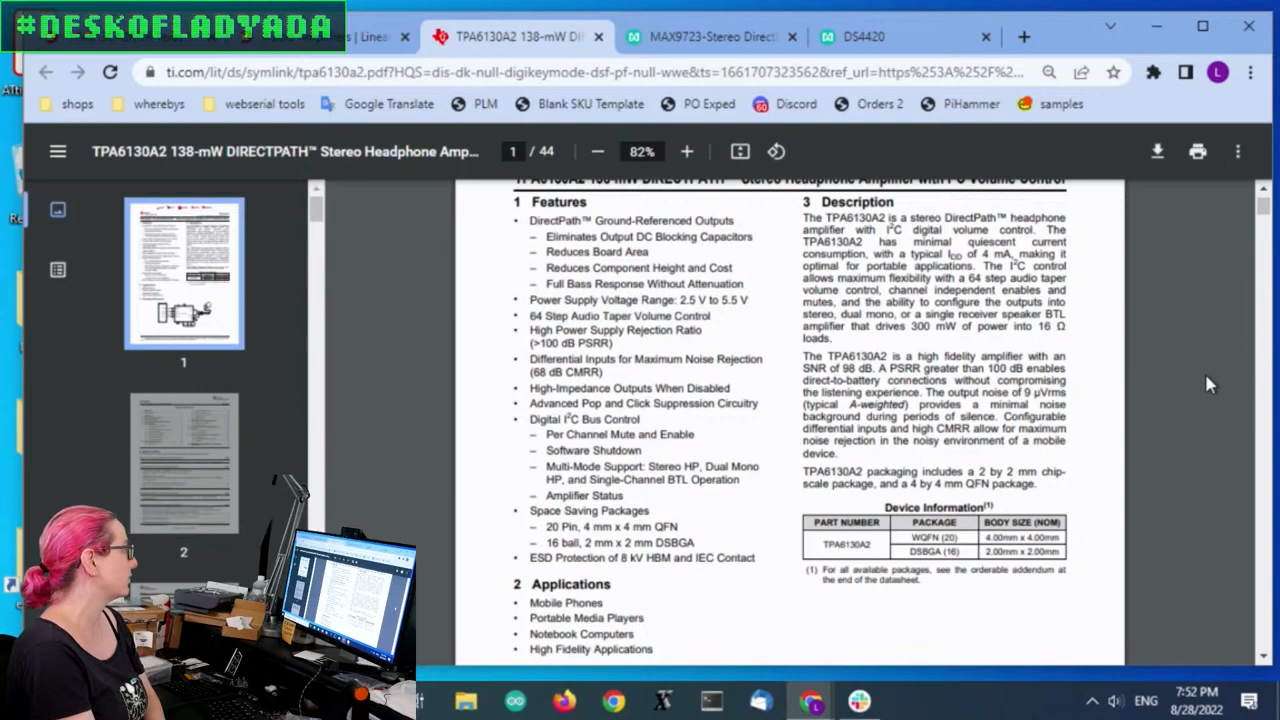 #DESKOFLADYADA
TPA6130A2 138-mW DI
MAX9723-Stereo Direct
DS4420
ti.com/lit/ds/symlink/tpa6130a2.pdf?HQS=dis-dk-null-digikeymode-dsf-pf-null-wwe&ts=1661707323562&ref_url=https%253A%252F%252F...
shops
whereby​s
webserial tools
Google Translate
PLM
Blank SKU Template
PO Exped
60
Discord
Orders 2
PiHammer
samples
TPA6130A2 138-mW DIRECTPATH™ Stereo Headphone Amp...
1 / 44
82%
1
2
1 Features
• DirectPath™ Ground-Referenced Outputs
– Eliminates Output DC Blocking Capacitors
– Reduces Board Area
– Reduces Component Height and Cost
– Full Bass Response Without Attenuation
• Power Supply Voltage Range: 2.5 V to 5.5 V
• 64 Step Audio Taper Volume Control
• High Power Supply Rejection Ratio
(>100 dB PSRR)
• Differential Inputs for Maximum Noise Rejection
(68 dB CMRR)
• High-Impedance Outputs When Disabled
• Advanced Pop and Click Suppression Circuitry
• Digital I²C Bus Control
– Per Channel Mute and Enable
– Software Shutdown
– Multi-Mode Support: Stereo HP, Dual Mono
HP, and Single-Channel BTL Operation
– Amplifier Status
• Space Saving Packages
– 20 Pin, 4 mm x 4 mm QFN
– 16 ball, 2 mm x 2 mm DSBGA
• ESD Protection of 8 kV HBM and IEC Contact
2 Applications
• Mobile Phones
• Portable Media Players
• Notebook Computers
• High Fidelity Applications
3 Description
The TPA6130A2 is a stereo DirectPath™ headphone
amplifier with I²C digital volume control. The
TPA6130A2 has minimal quiescent current
consumption, with a typical IDD of 4 mA, making it
optimal for portable applications. The I²C control
allows maximum flexibility with a 64 step audio taper
volume control, channel independent enables and
mutes, and the ability to configure the outputs into
stereo, dual mono, or a single receiver speaker BTL
amplifier that drives 300 mW of power into 16 Ω
loads.
The TPA6130A2 is a high fidelity amplifier with an
SNR of 98 dB. A PSRR greater than 100 dB enables
direct-to-battery connections without compromising
the listening experience. The output noise of 9 μVrms
(typical A-weighted) provides a minimal noise
background during periods of silence. Configurable
differential inputs and high CMRR allow for maximum
noise rejection in the noisy environment of a mobile
device.
TPA6130A2 packaging includes a 2 by 2 mm chip-
scale package, and a 4 by 4 mm QFN package.
Device Information(1)
PART NUMBER PACKAGE BODY SIZE (NOM)
TPA6130A2 WQFN (20) 4.00mm x 4.00mm
DSBGA (16) 2.00mm x 2.00mm
(1) For all available packages, see the orderable addendum at
the end of the datasheet.
ENG
7:52 PM
8/28/2022